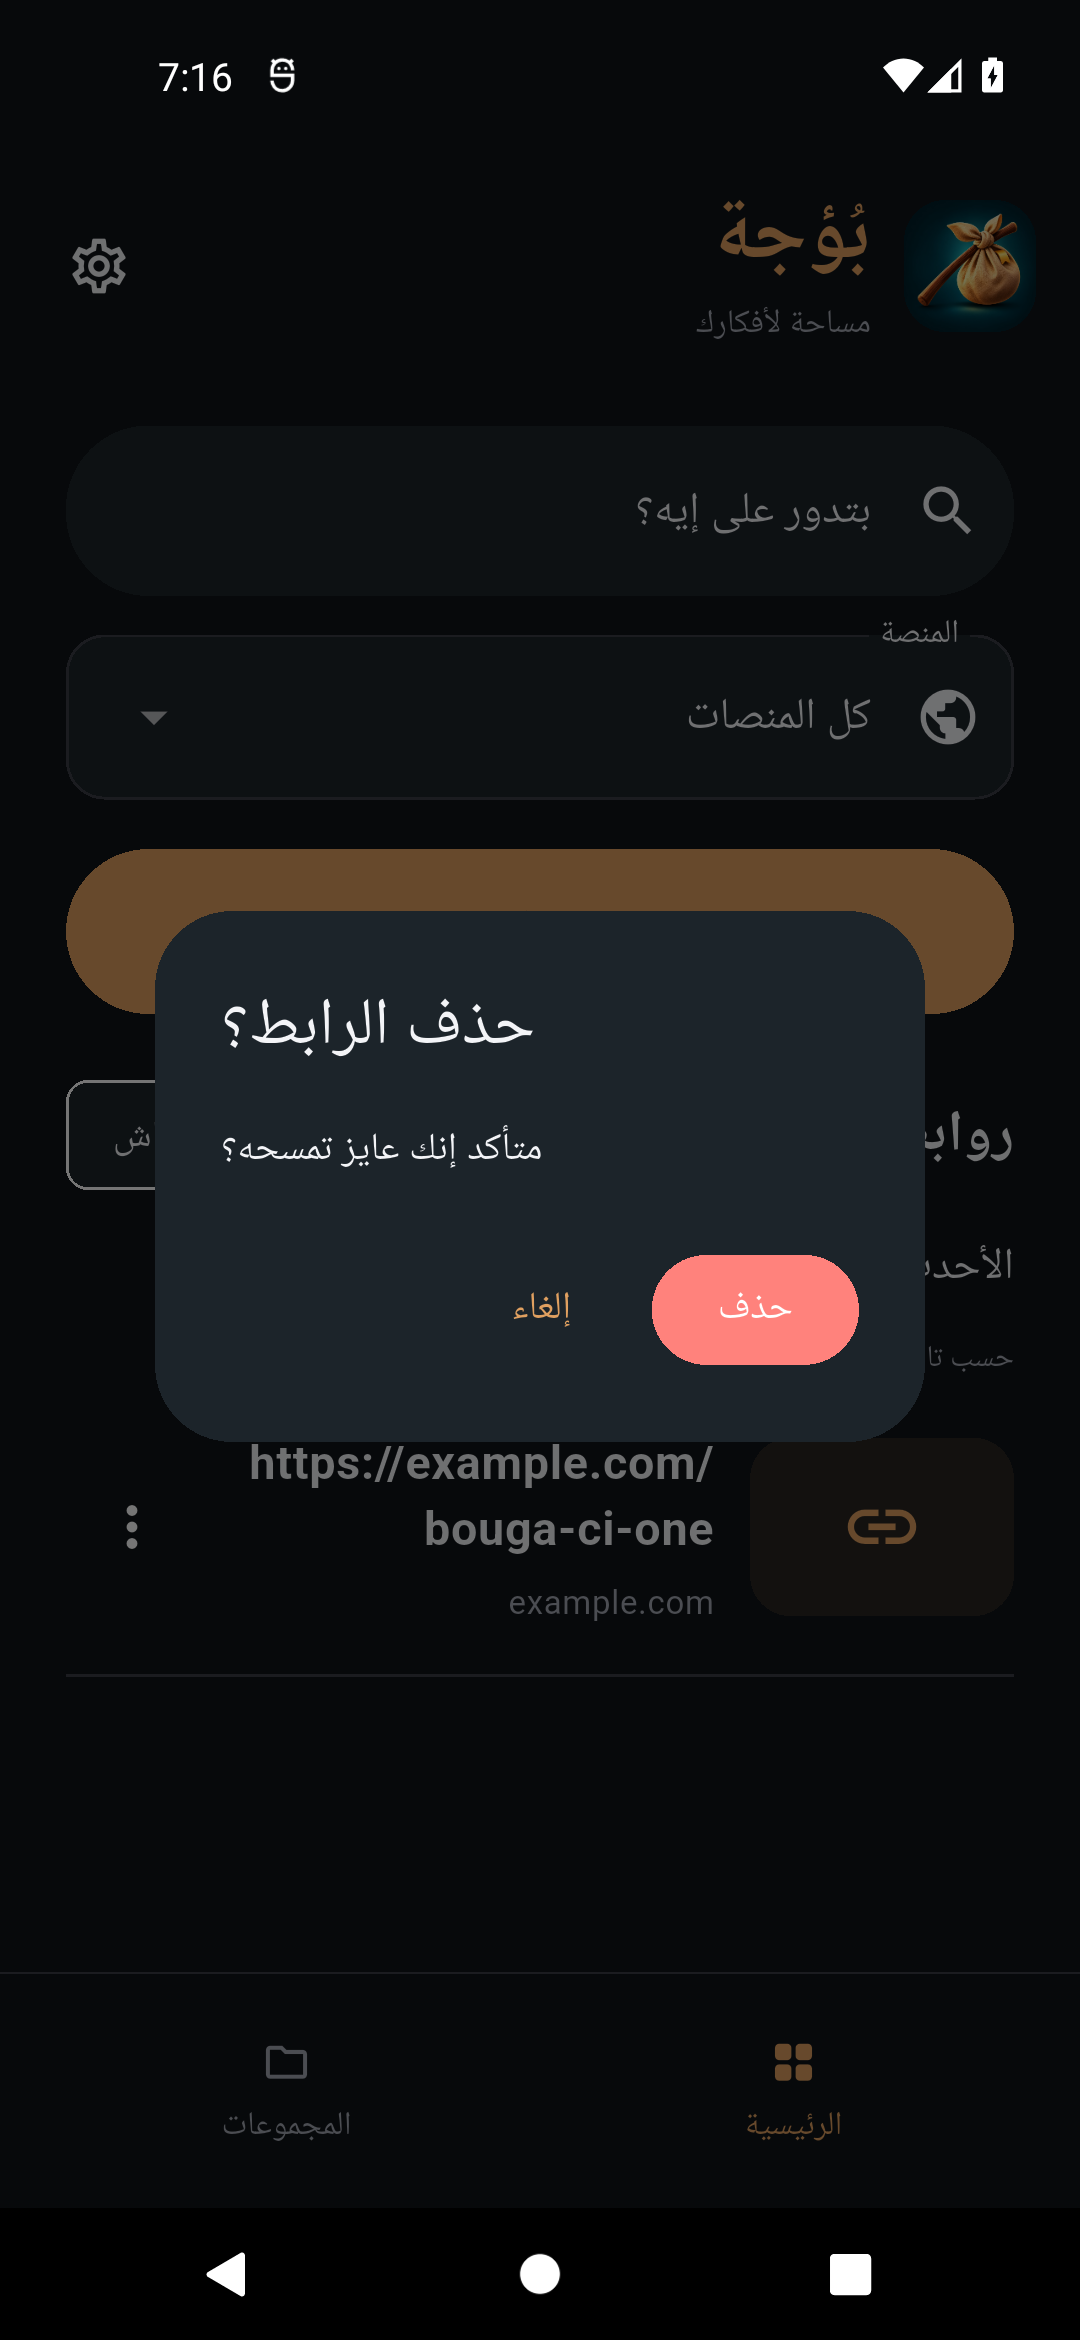 7:16
بُؤجة
مساحة لأفكارك
بتدور على إيه؟
المنصة
كل المنصات
حذف الرابط؟
متأكد إنك عايز تمسحه؟
حذف
إلغاء
حسب
https://example.com/
bouga-ci-one
example.com
الرئيسية
المجموعات